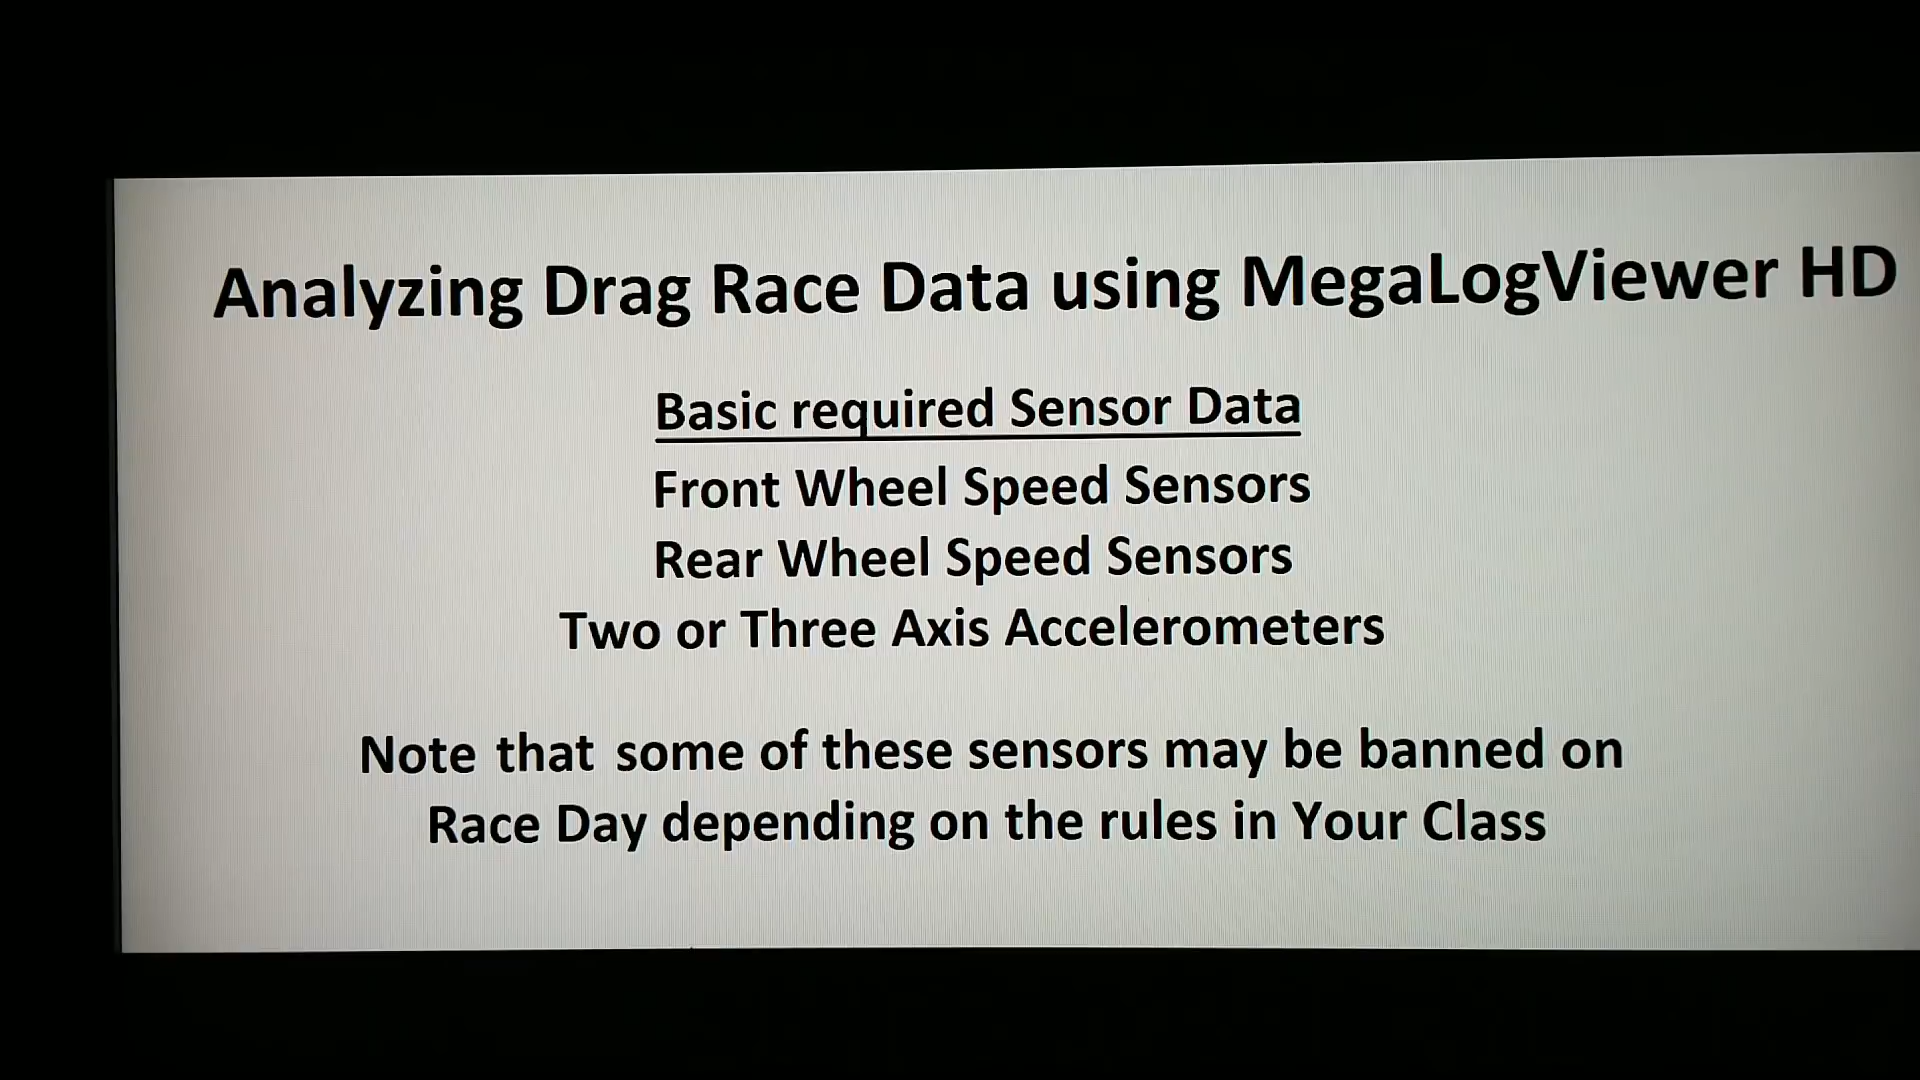 Analyzing Drag Race Data using MegaLogViewer HD
Basic required Sensor Data
Front Wheel Speed Sensors
Rear Wheel Speed Sensors
Two or Three Axis Accelerometers
Note that some of these sensors may be banned on
Race Day depending on the rules in Your Class